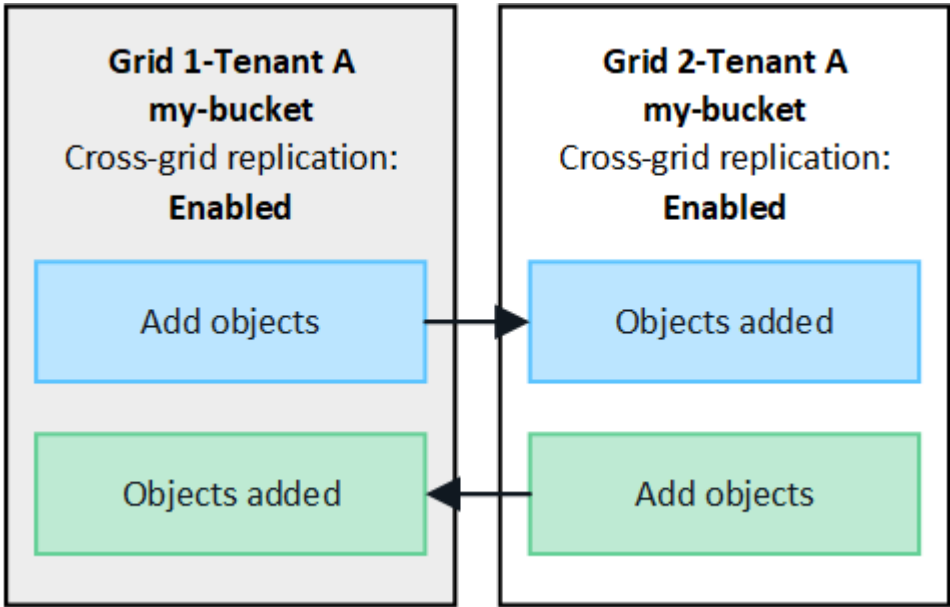 Grid 1-Tenant A
my-bucket
Cross-grid replication:
Enabled
Add objects
Objects added
Grid 2-Tenant A
my-bucket
Cross-grid replication:
Enabled
Objects added
Add objects